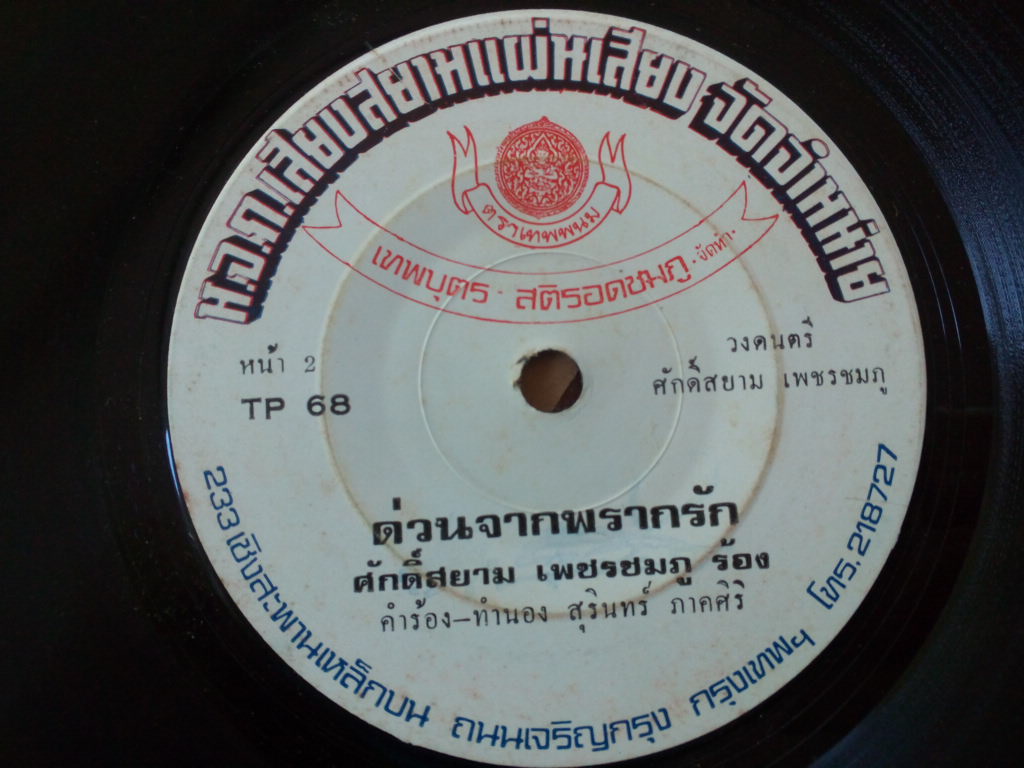 ห.จ.ก.เสียงสยามแผ่นเสียง จัดจำหน่าย
ตราเทพพนม
เทพบุตร · สติรอดชมภู · จัดทำ ·
หน้า 2
TP 68
วงดนตรี
ศักดิ์สยาม เพชรชมภู
ด่วนจากพรากรัก
ศักดิ์สยาม เพชรชมภู ร้อง
คำร้อง–ทำนอง สุรินทร์ ภาคศิริ
233 เชิงสะพานเหล็กบน ถนนเจริญกรุง กรุงเทพฯ โทร. 218727